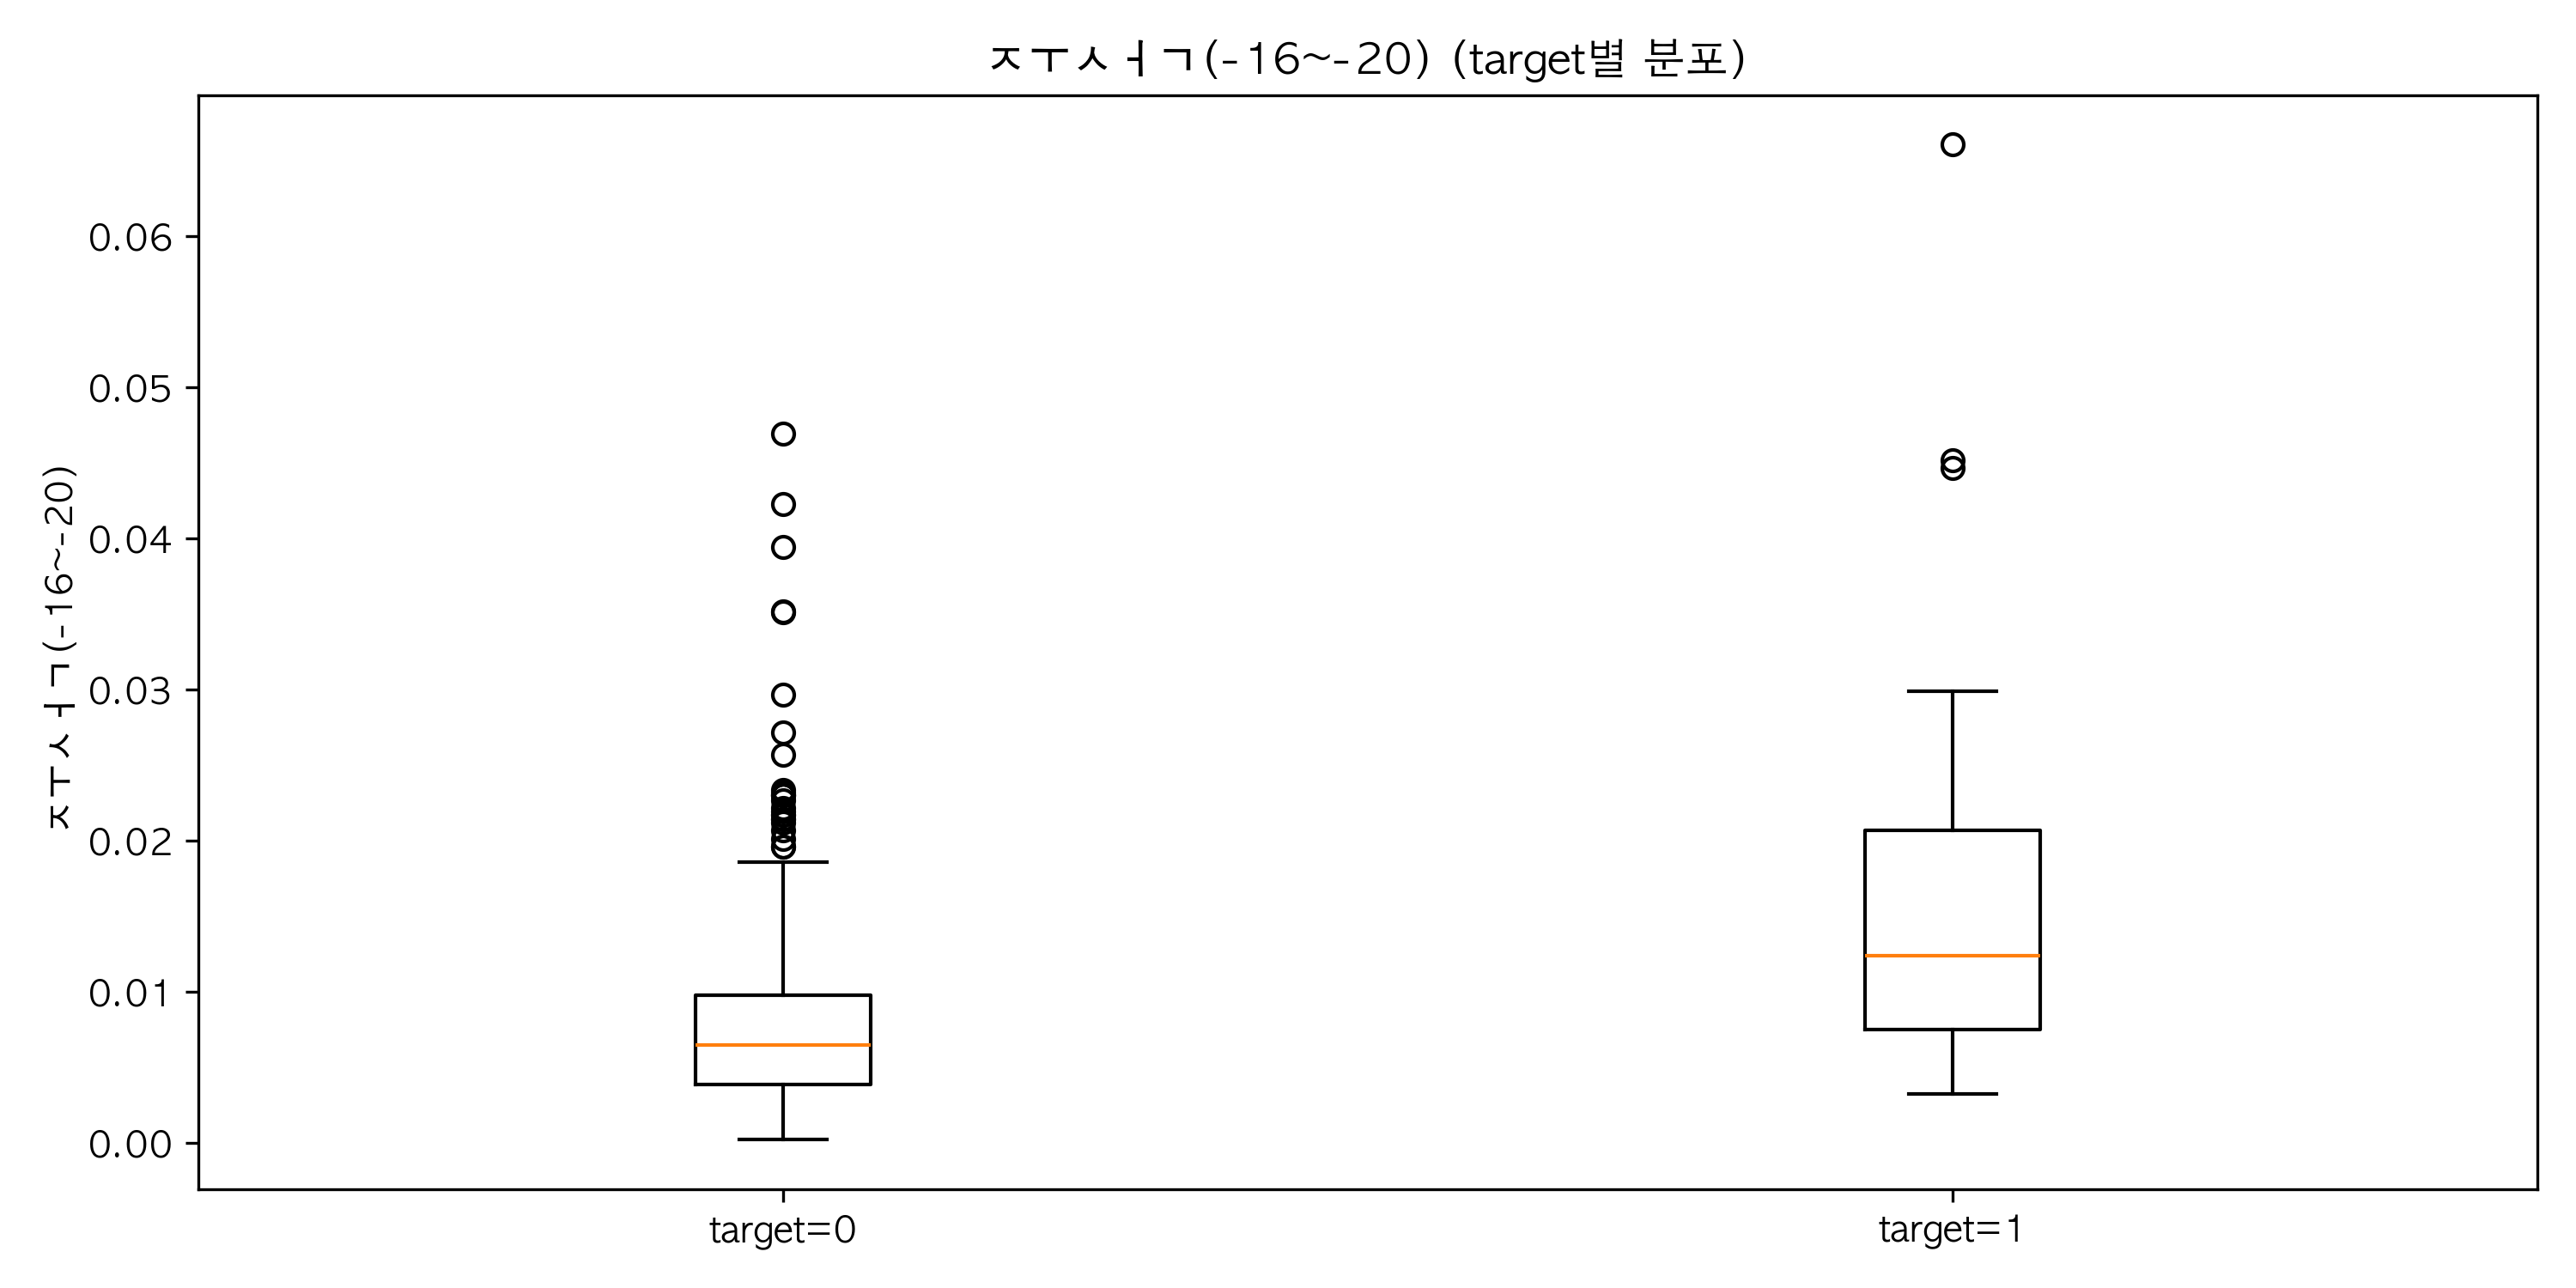 ㅈㅜㅅㅓㄱ(-16~-20) (target별 분포)
ㅈㅜㅅㅓㄱ(-16~-20)
0.06
0.05
0.04
0.03
0.02
0.01
0.00
target=0
target=1